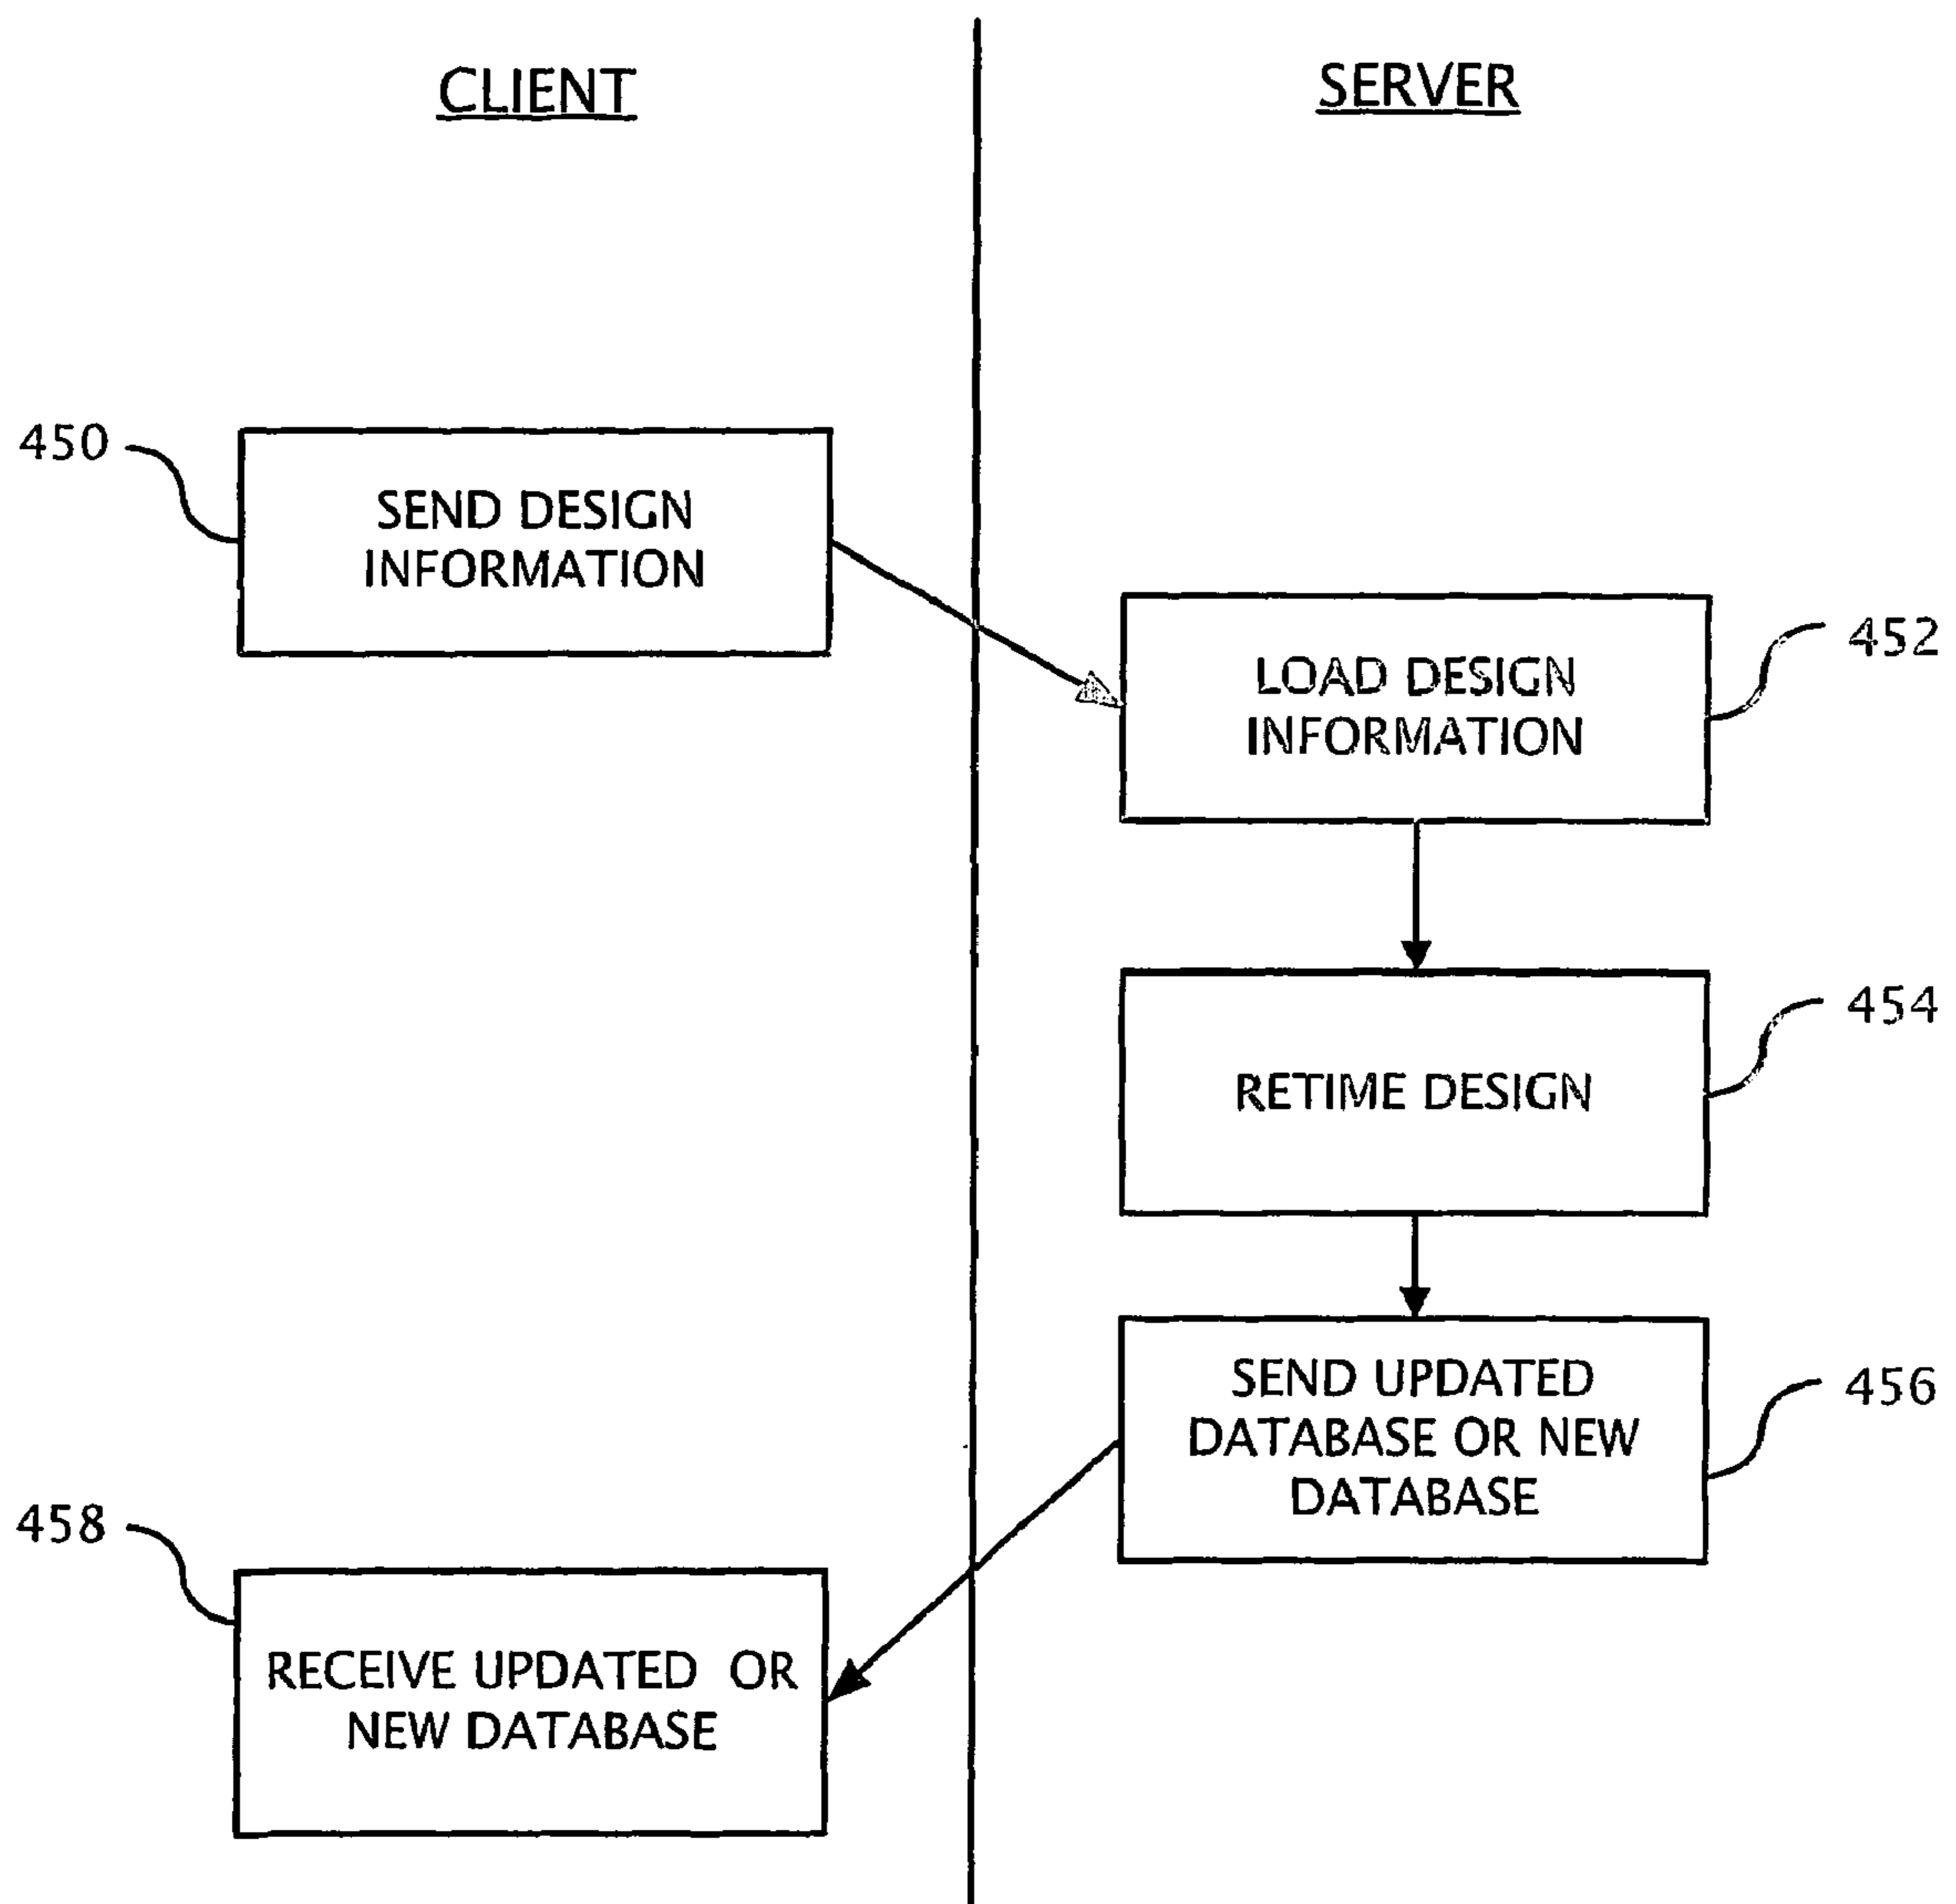 CLIENT
SERVER
450
SEND DESIGN
INFORMATION
452
LOAD DESIGN
INFORMATION
454
RETIME DESIGN
456
SEND UPDATED
DATABASE OR NEW
DATABASE
458
RECEIVE UPDATED OR
NEW DATABASE